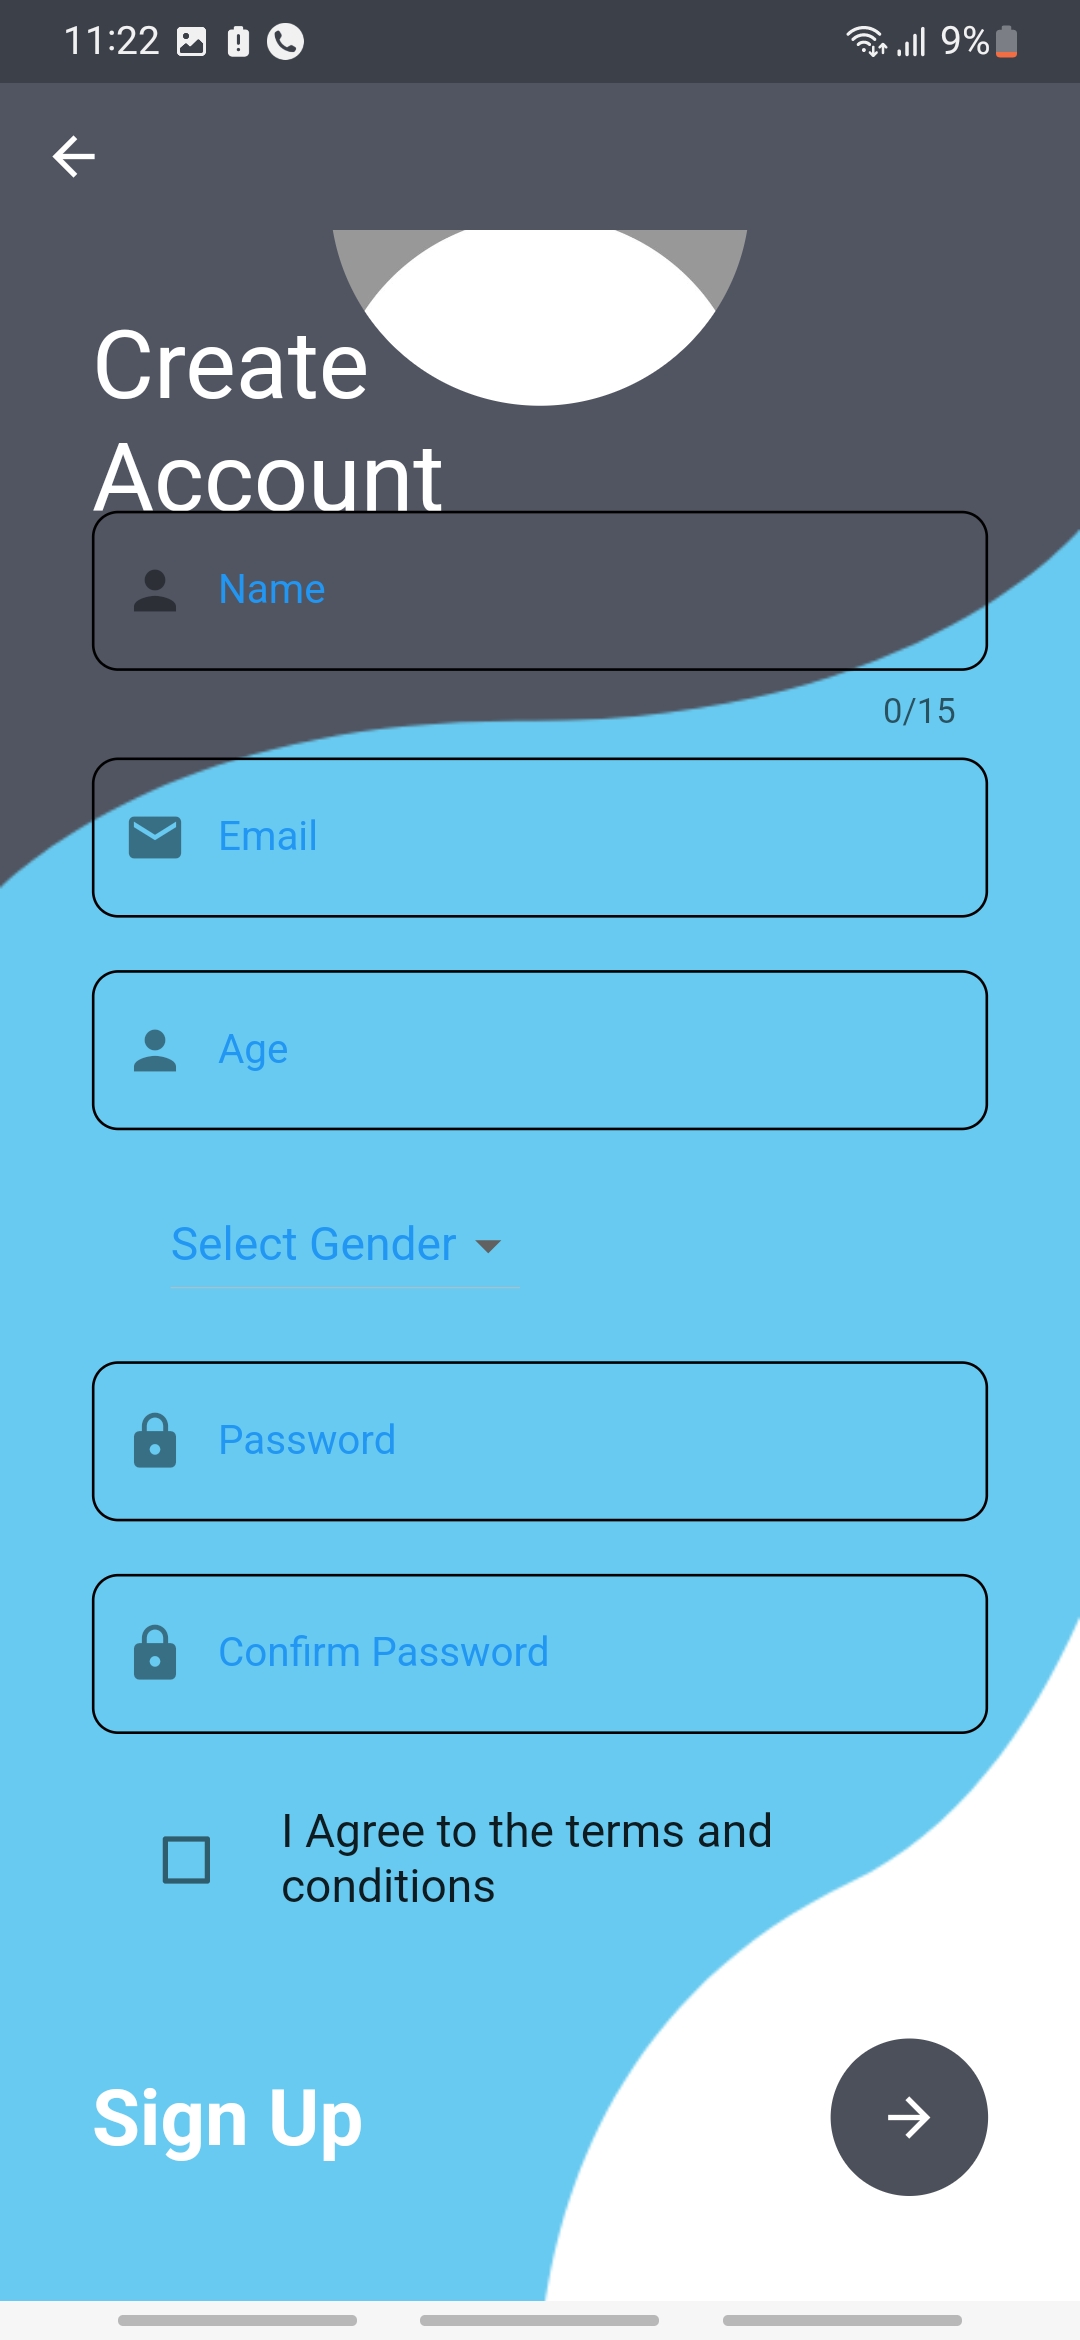 11:22
9%
Create
Account
Name
0/15
Email
Age
Select Gender
Password
Confirm Password
I Agree to the terms and
conditions
Sign Up